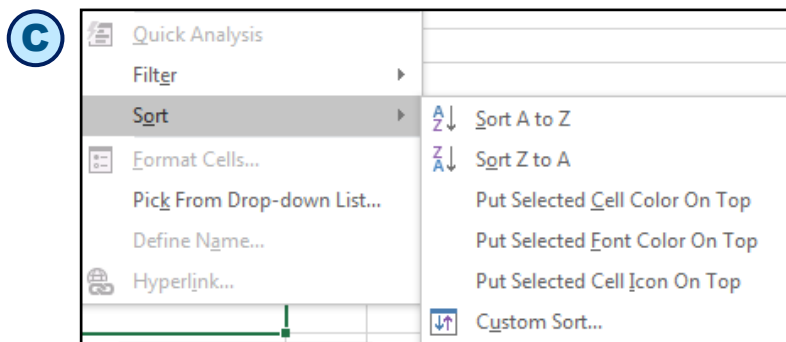 C
Quick Analysis
Filter
Sort
Format Cells...
Pick From Drop-down List...
Define Name...
Hyperlink...
Sort A to Z
Sort Z to A
Put Selected Cell Color On Top
Put Selected Font Color On Top
Put Selected Cell Icon On Top
Custom Sort...